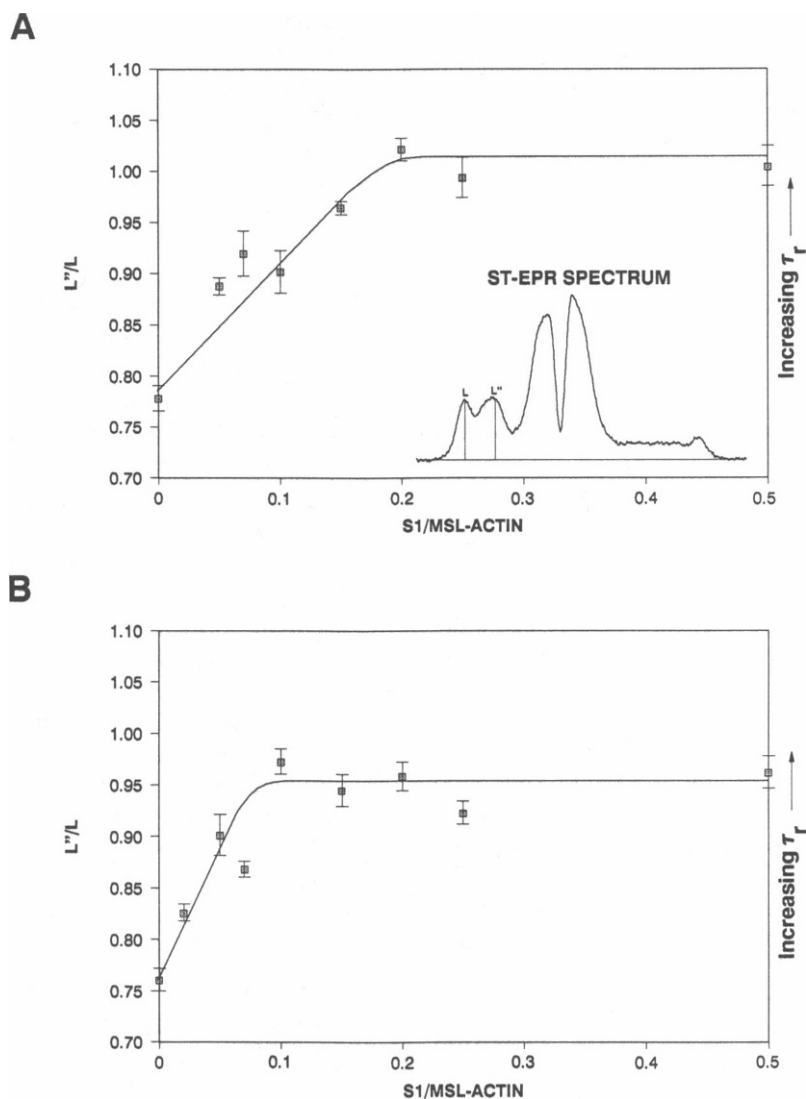 A
1.10
1.05
1.00
0.95
0.90
0.85
0.80
0.75
0.70
L"/L
0 0.1 0.2 0.3 0.4 0.5
S1/MSL-ACTIN
ST-EPR SPECTRUM
L L"
Increasing τr
B
1.10
1.05
1.00
0.95
0.90
0.85
0.80
0.75
0.70
L"/L
0 0.1 0.2 0.3 0.4 0.5
S1/MSL-ACTIN
Increasing τr